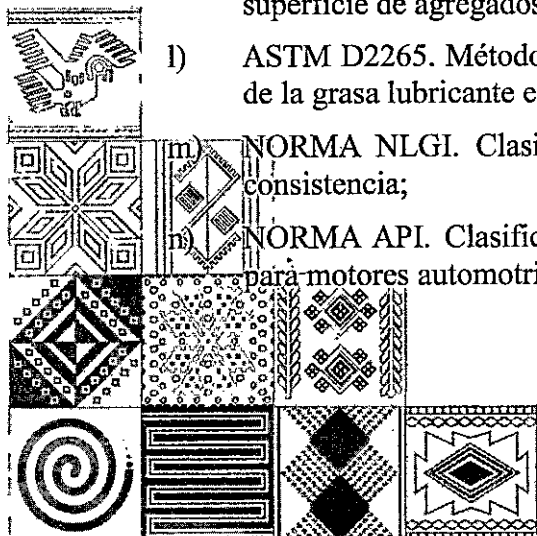 superficie de agregados
l) ASTM D2265. Método
de la grasa lubricante e
m) NORMA NLGI. Clasi
consistencia;
n) NORMA API. Clasific
para motores automotri